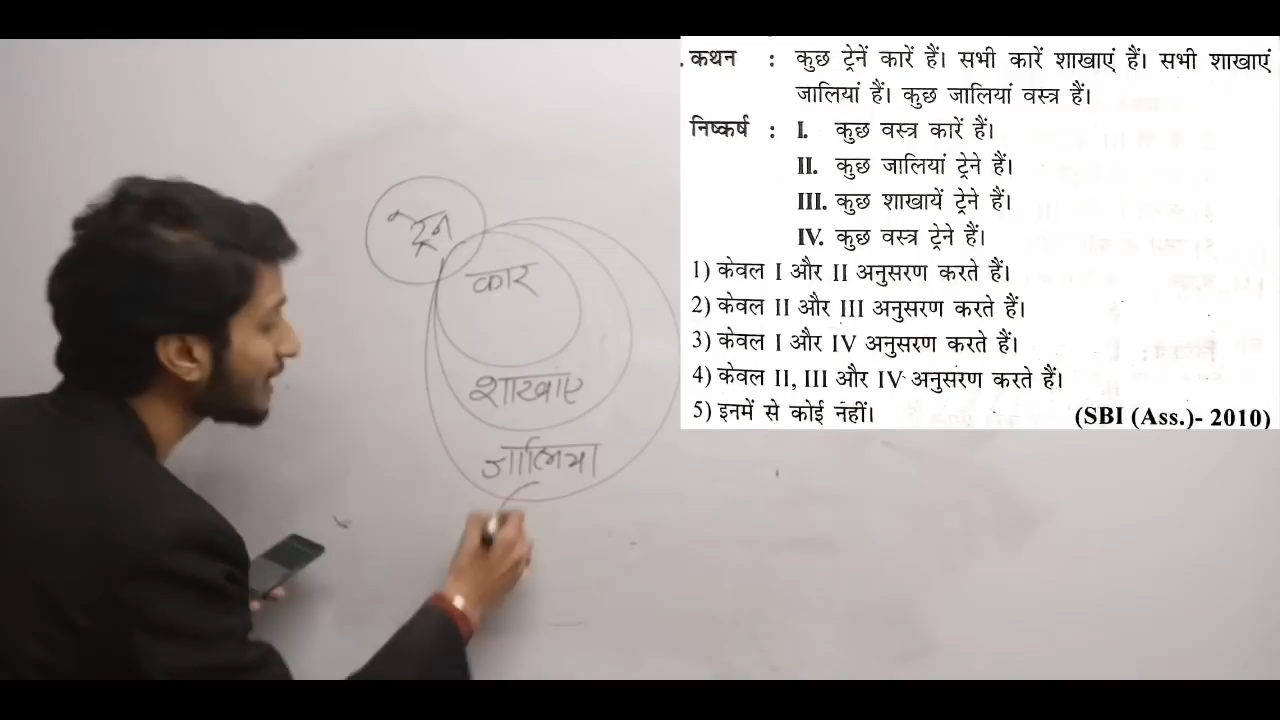 . कथन : कुछ ट्रेनें कारें हैं। सभी कारें शाखाएं हैं। सभी शाखाएं
जालियां हैं। कुछ जालियां वस्त्र हैं।
निष्कर्ष : I. कुछ वस्त्र कारें हैं।
II. कुछ जालियां ट्रेने हैं।
III. कुछ शाखायें ट्रेने हैं।
IV. कुछ वस्त्र ट्रेने हैं।
1) केवल I और II अनुसरण करते हैं।
2) केवल II और III अनुसरण करते हैं।
3) केवल I और IV अनुसरण करते हैं।
4) केवल II, III और IV अनुसरण करते हैं।
5) इनमें से कोई नहीं।
(SBI (Ass.)- 2010)
ट्रेन
कार
शाखाए
जालिया